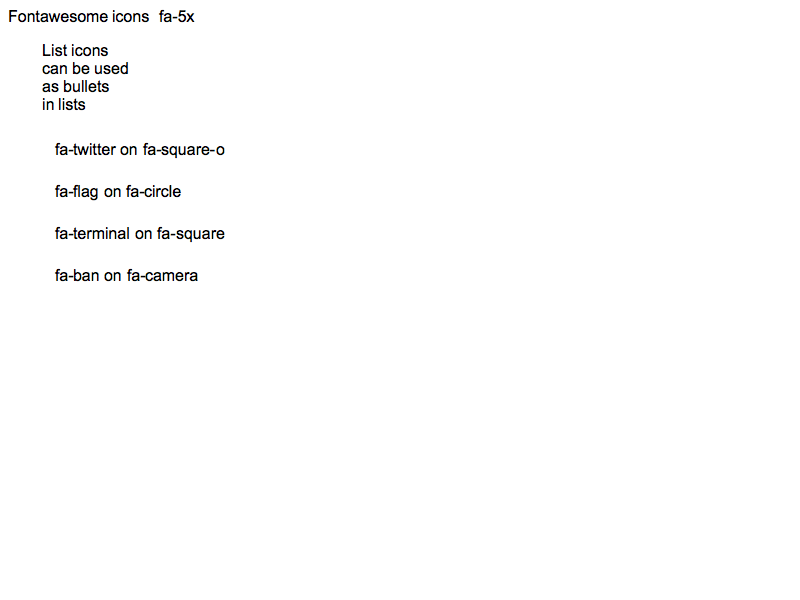 Fontawesome icons fa-5x
List icons
can be used
as bullets
in lists
fa-twitter on fa-square-o
fa-flag on fa-circle
fa-terminal on fa-square
fa-ban on fa-camera